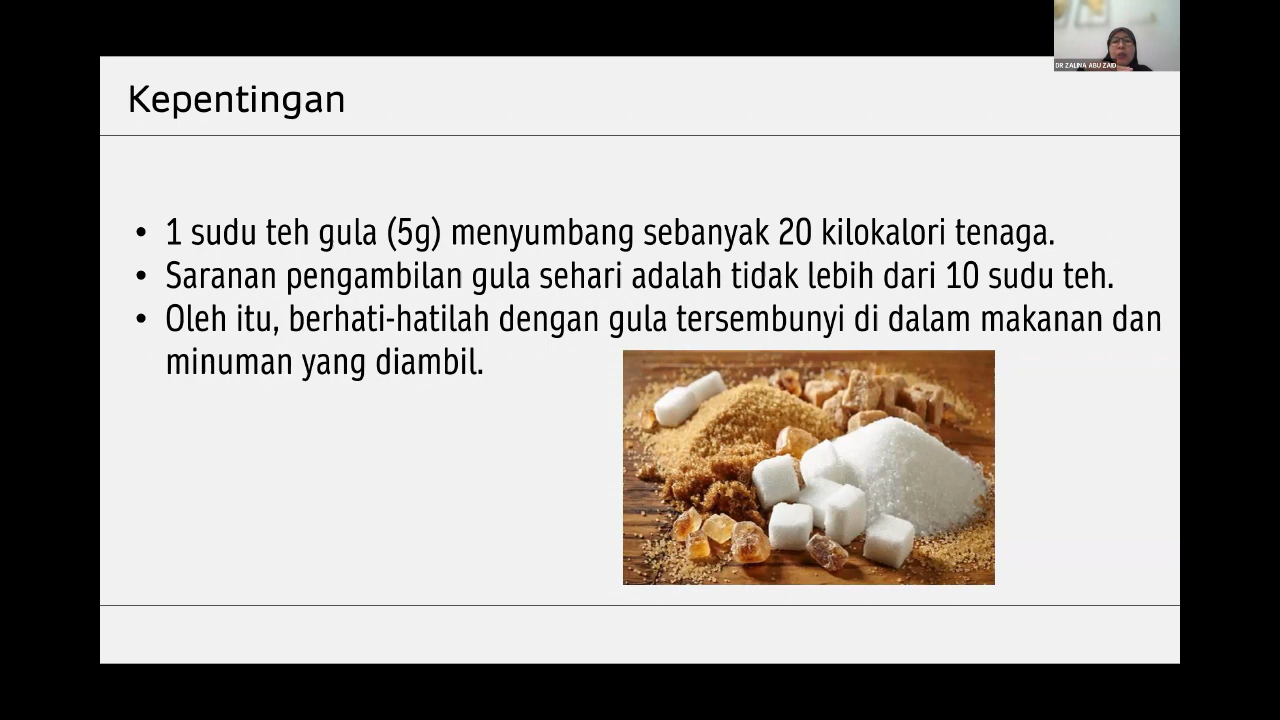 DR ZALINA ABU ZAID
Kepentingan
• 1 sudu teh gula (5g) menyumbang sebanyak 20 kilokalori tenaga.
• Saranan pengambilan gula sehari adalah tidak lebih dari 10 sudu teh.
• Oleh itu, berhati-hatilah dengan gula tersembunyi di dalam makanan dan
minuman yang diambil.